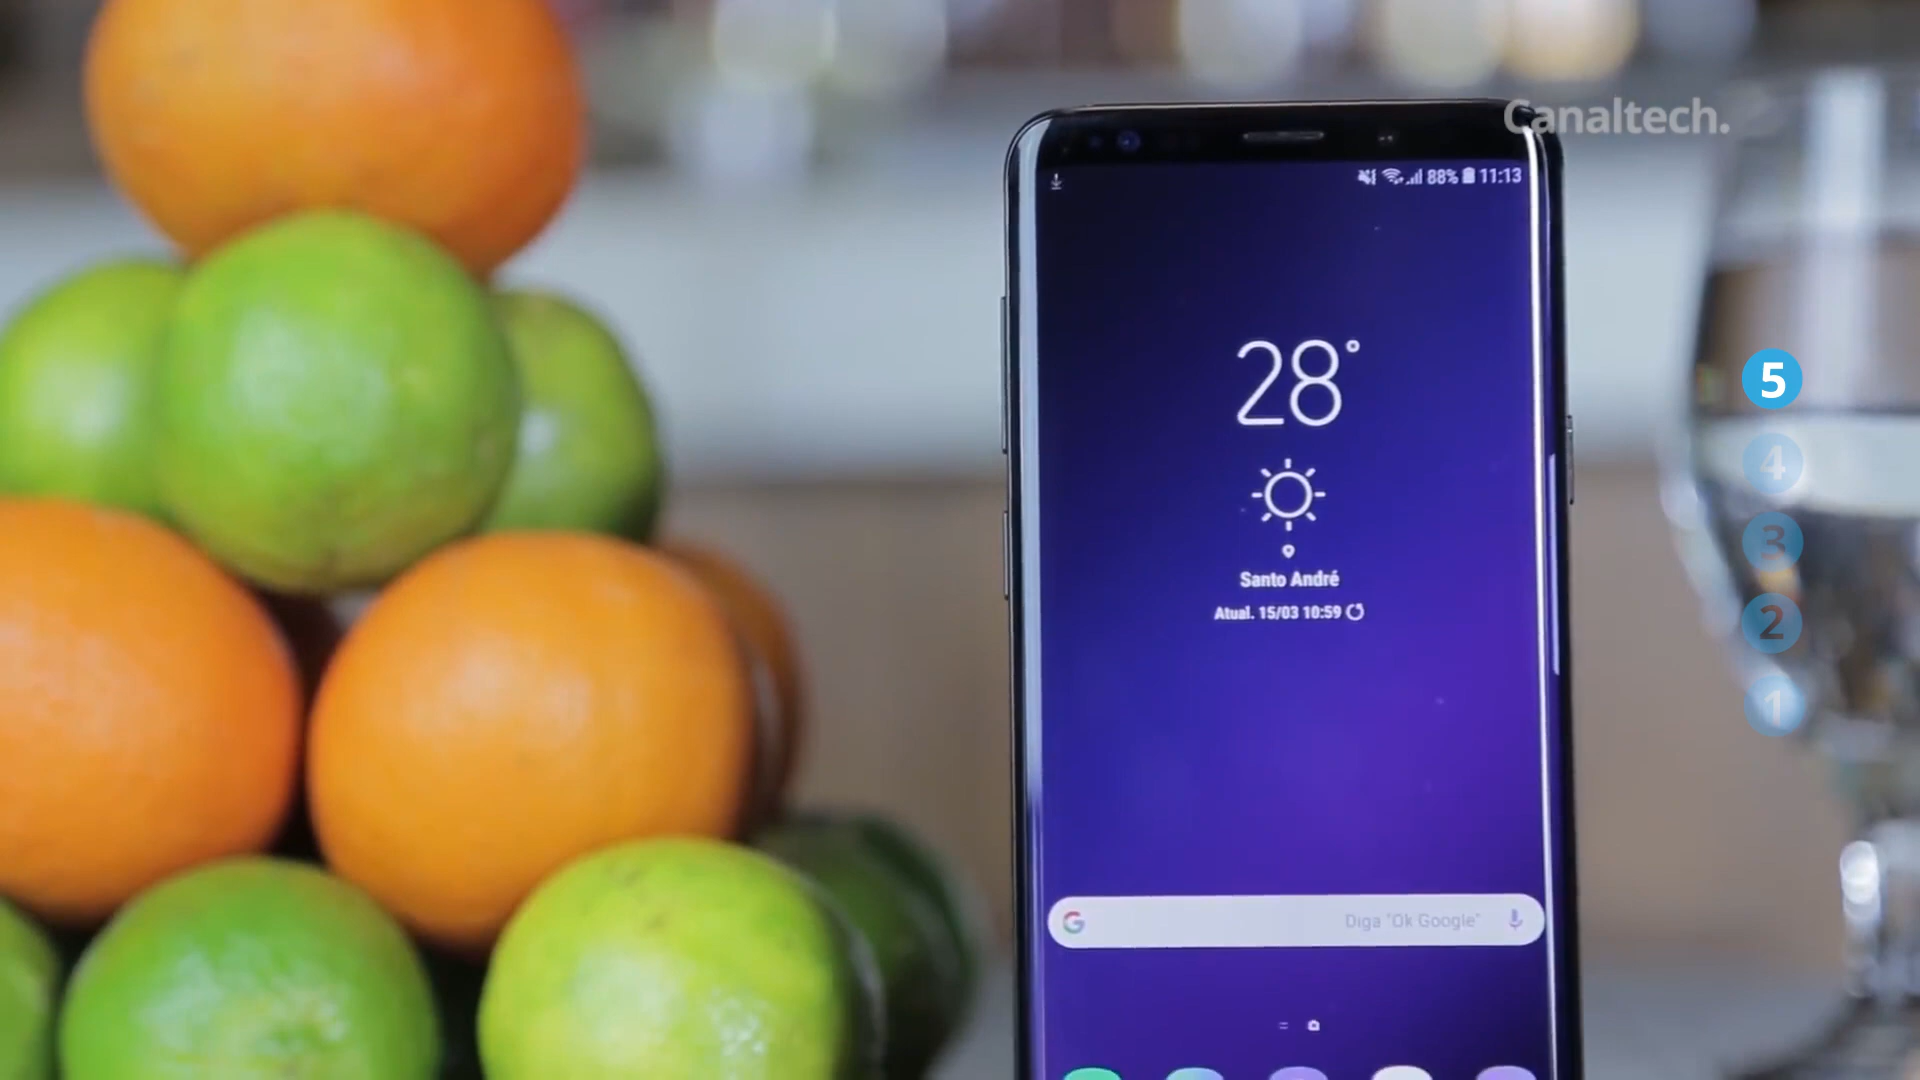 Canaltech.
88% 11:13
28°
Santo André
Atual. 15/03 10:59
G Diga "Ok Google"
5
4
3
2
1